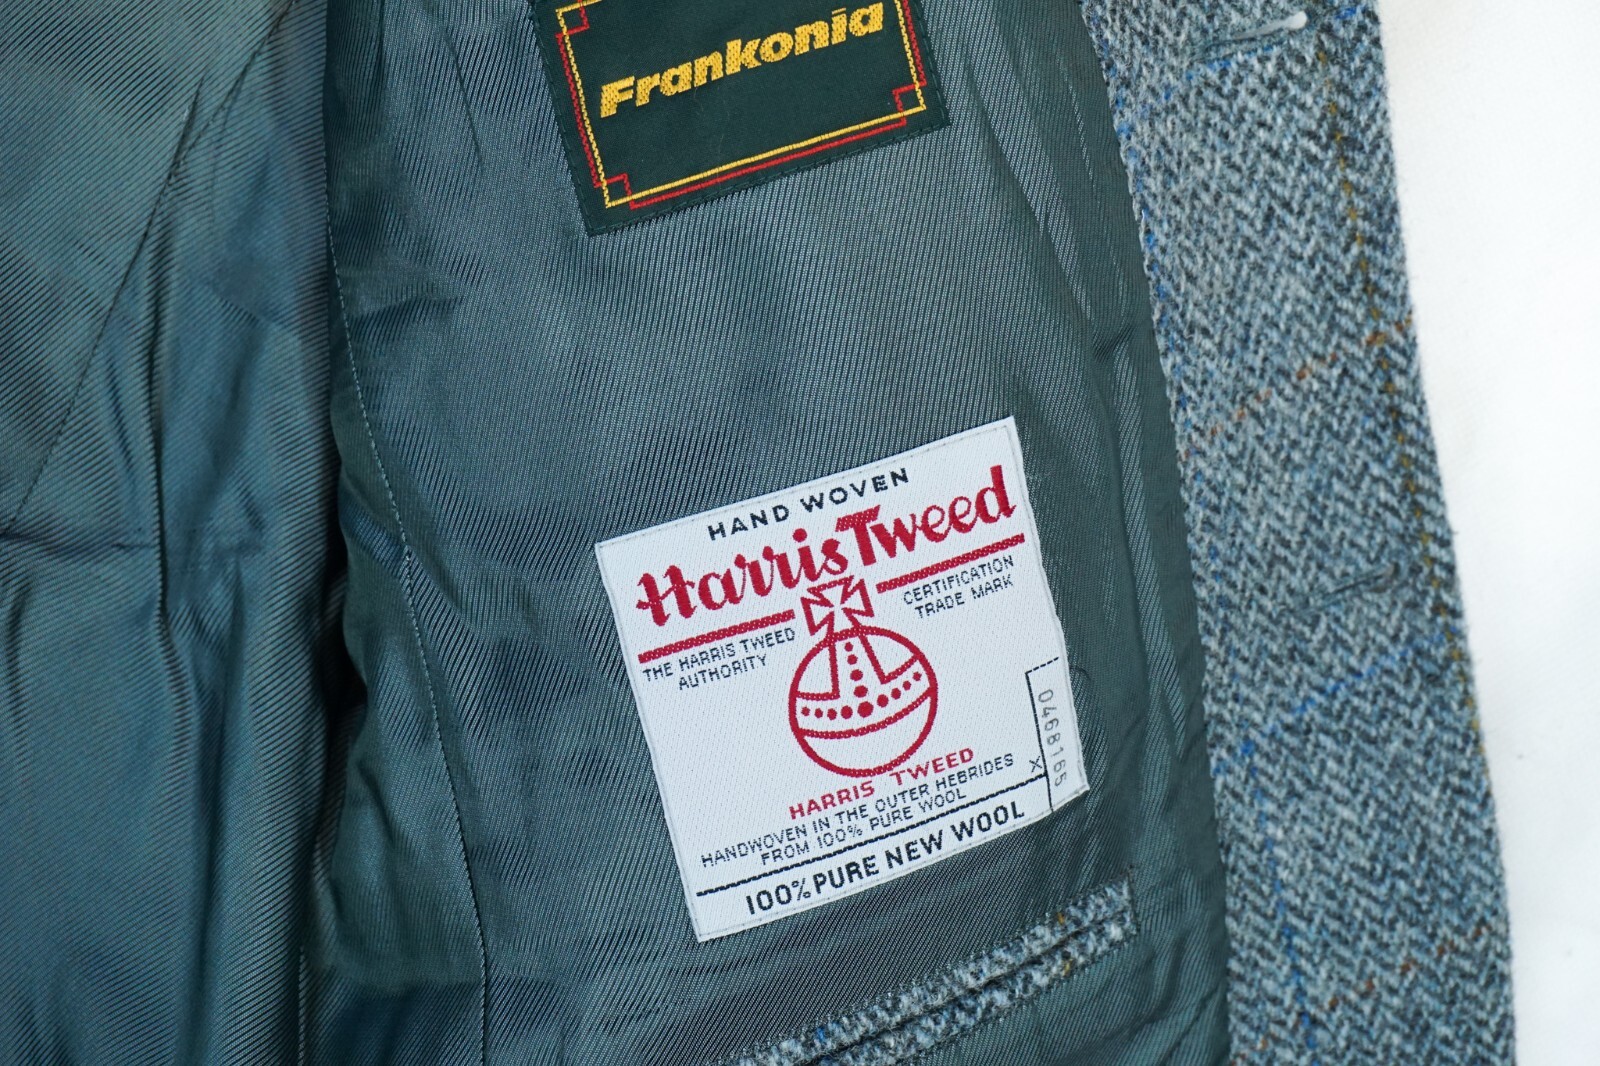 Frankonia
HAND WOVEN
Harris Tweed
CERTIFICATION
TRADE MARK
THE HARRIS TWEED
AUTHORITY
HARRIS TWEED
HANDWOVEN IN THE OUTER HEBRIDES
FROM 100% PURE WOOL
100% PURE NEW WOOL
X
0468165